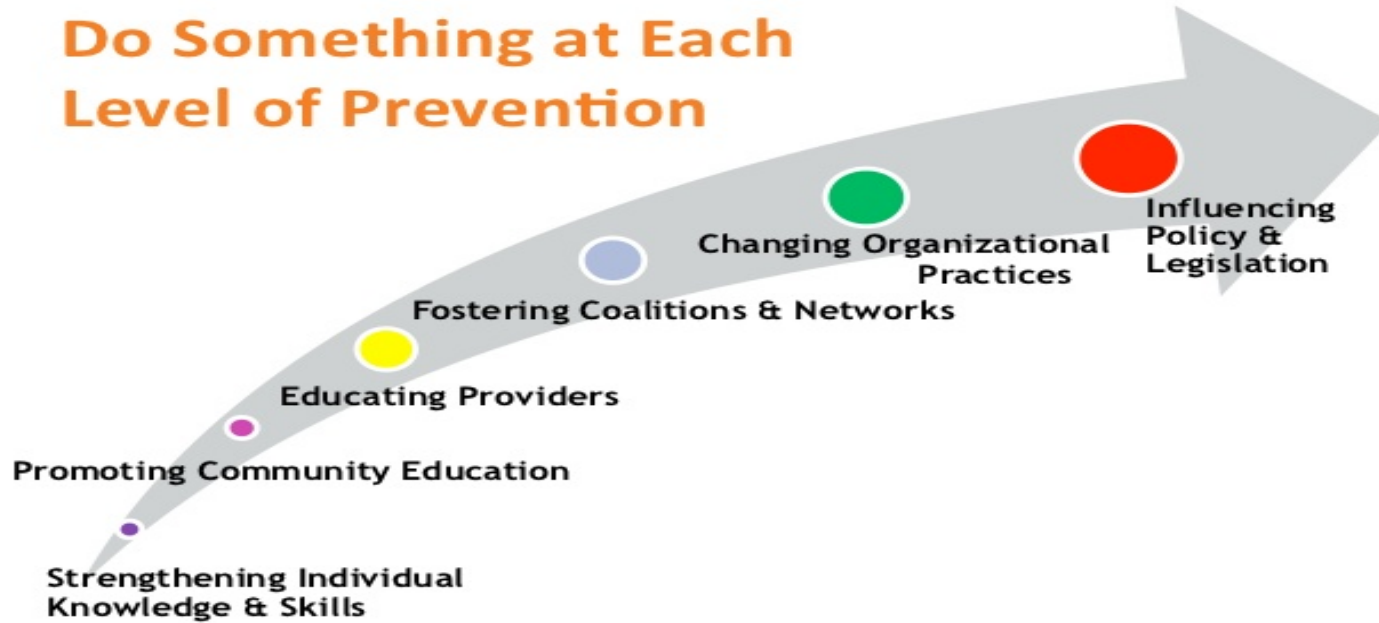 Do Something at Each
Level of Prevention
Influencing
Policy &
Legislation
Changing Organizational
Practices
Fostering Coalitions & Networks
Educating Providers
Promoting Community Education
Strengthening Individual
Knowledge & Skills